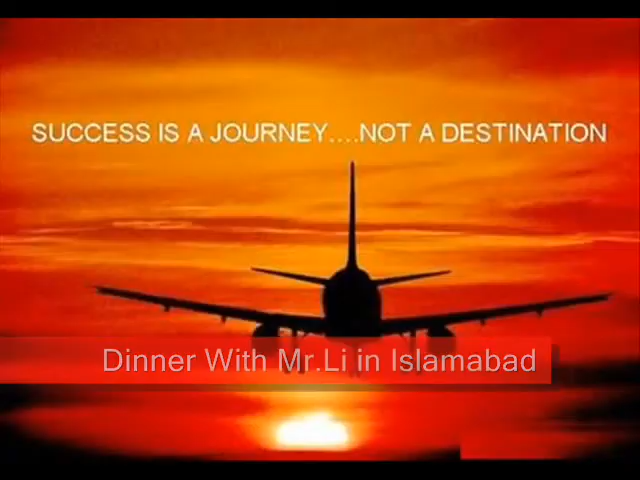 SUCCESS IS A JOURNEY....NOT A DESTINATION
Dinner With Mr.Li in Islamabad